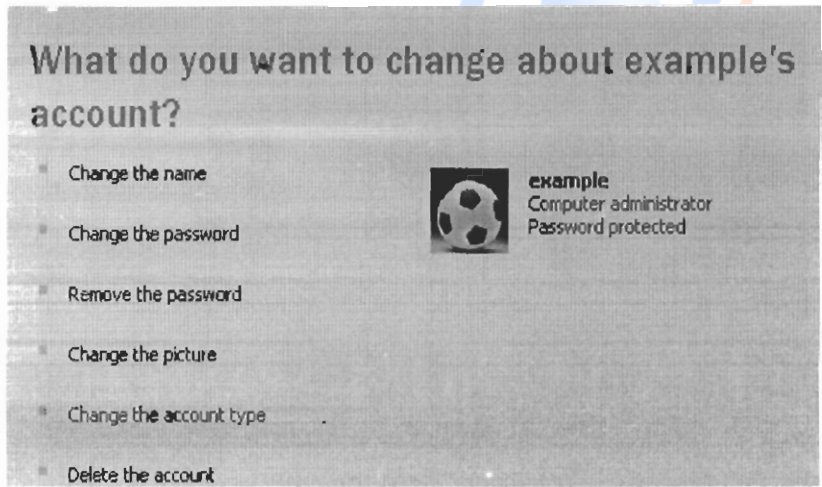 What do you want to change about example's
account?
Change the name
Change the password
Remove the password
Change the picture
Change the account type
Delete the account
example
Computer administrator
Password protected